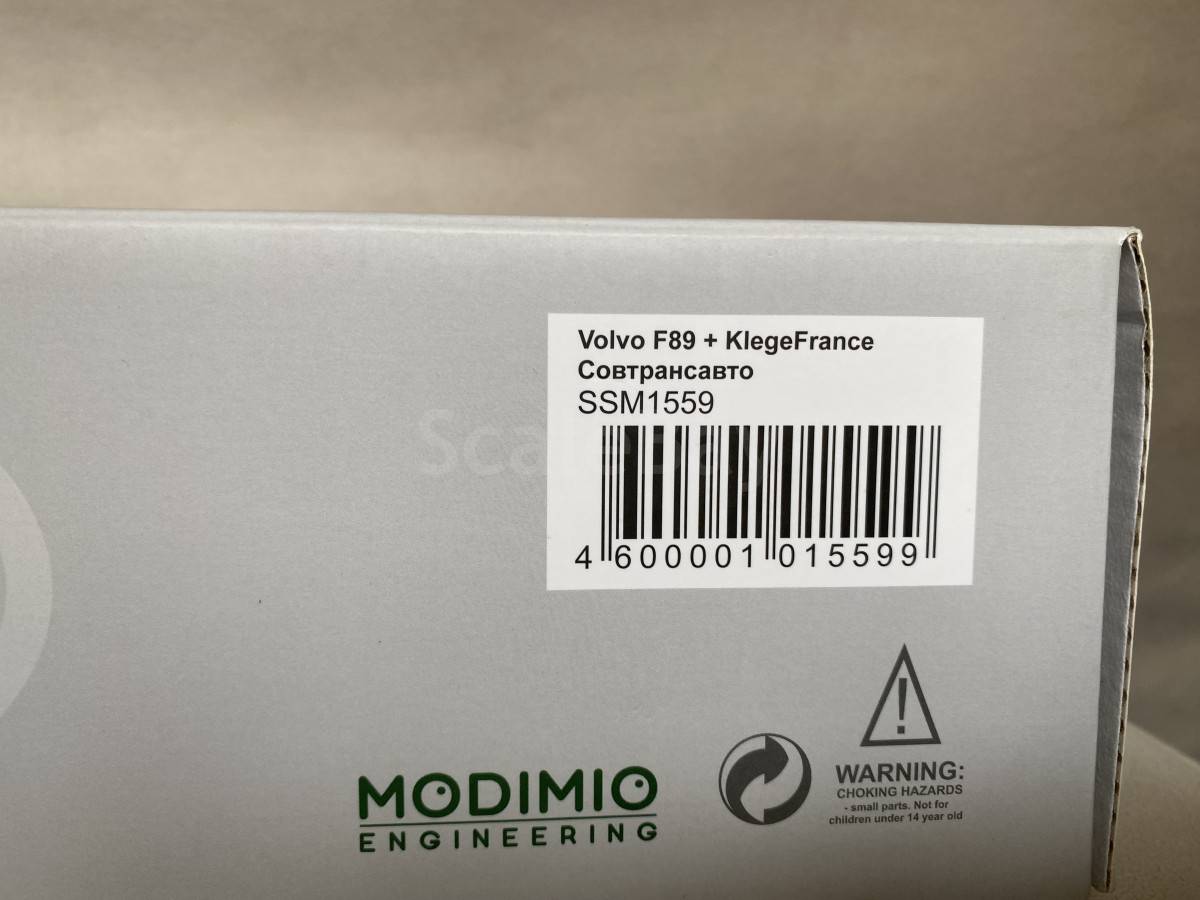 Volvo F89 + KlegeFrance
Совтрансавто
SSM1559
ScaleBay
4 600001 015599
MODIMIO
ENGINEERING
!
WARNING:
CHOKING HAZARDS
- small parts. Not for
children under 14 year old